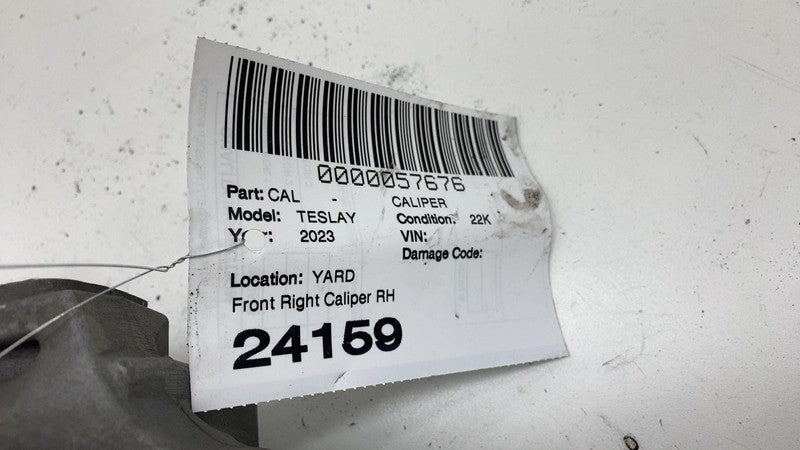 0000057676
Part: CAL - CALIPER
Model: TESLAY Condition: 22K
Year: 2023 VIN:
Damage Code:
Location: YARD
Front Right Caliper RH
24159